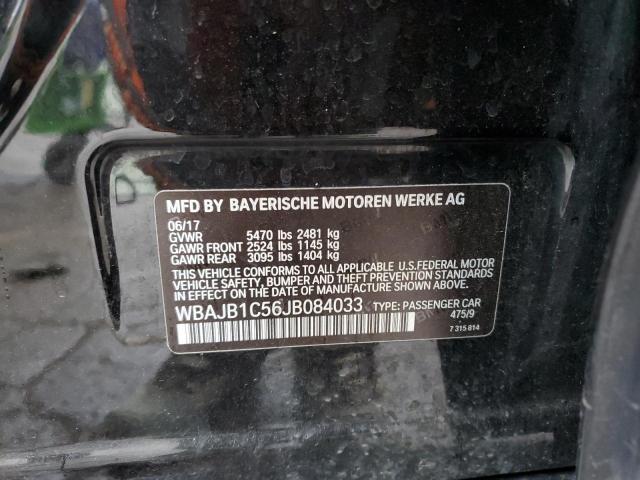 MFD BY BAYERISCHE MOTOREN WERKE AG
06/17
GVWR 5470 lbs 2481 kg
GAWR FRONT 2524 lbs 1145 kg
GAWR REAR 3095 lbs 1404 kg
THIS VEHICLE CONFORMS TO ALL APPLICABLE U.S. FEDERAL MOTOR
VEHICLE SAFETY, BUMPER, AND THEFT PREVENTION STANDARDS IN
EFFECT ON THE DATE OF MANUFACTURE SHOWN ABOVE.
WBAJB1C56JB084033 TYPE: PASSENGER CAR
475/9
7 315 814